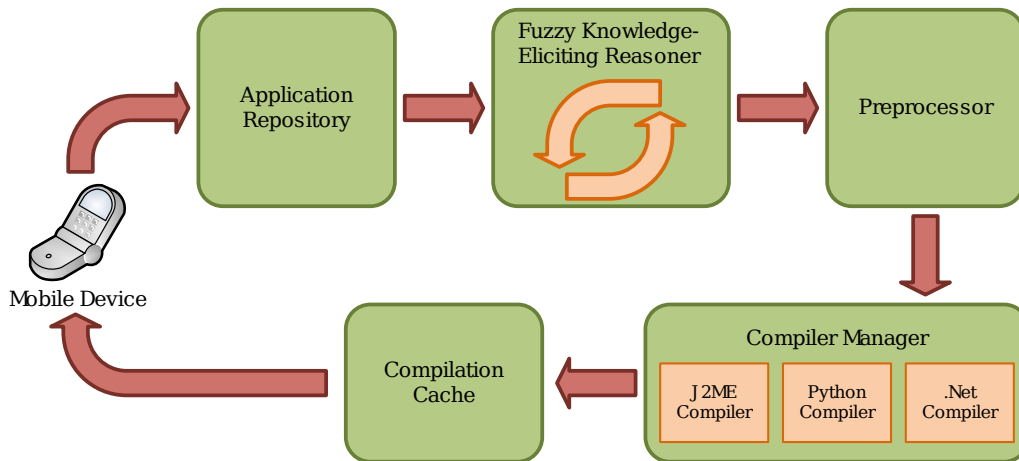 Application
Repository
Fuzzy Knowledge-
Eliciting Reasoner
Preprocessor
Mobile Device
Compilation
Cache
Compiler Manager
J2ME
Compiler
Python
Compiler
.Net
Compiler